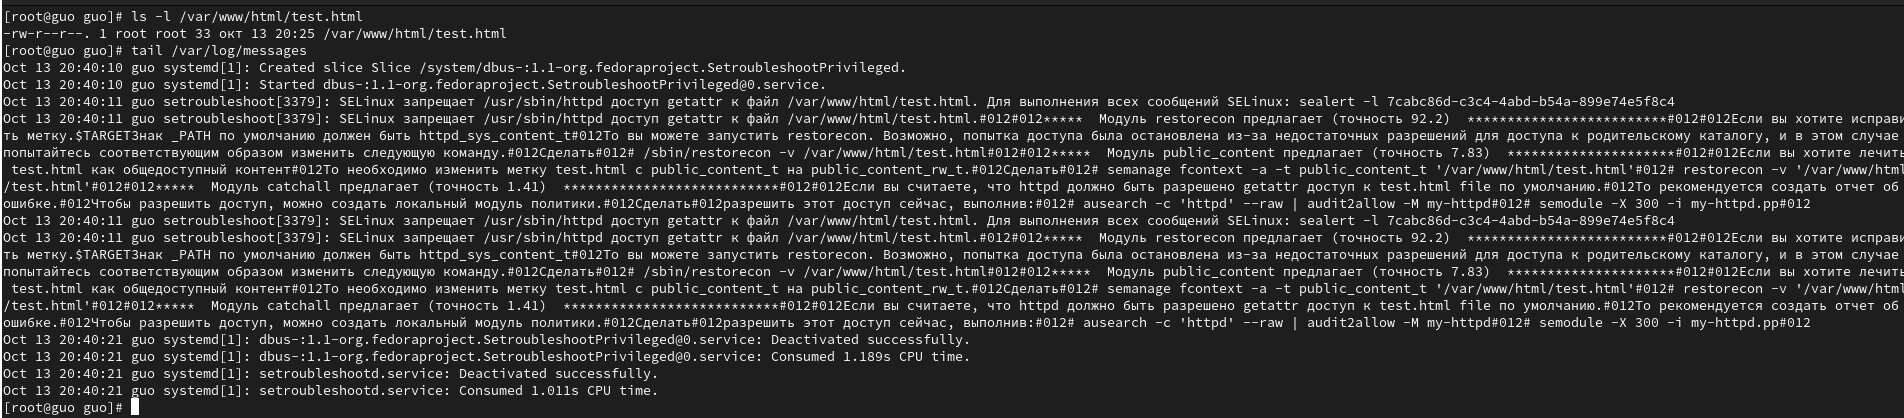 [root@guo guo]# ls -l /var/www/html/test.html
-rw-r--r--. 1 root root 33 окт 13 20:25 /var/www/html/test.html
[root@guo guo]# tail /var/log/messages
Oct 13 20:40:10 guo systemd[1]: Created slice Slice /system/dbus-:1.1-org.fedoraproject.SetroubleshootPrivileged.
Oct 13 20:40:10 guo systemd[1]: Started dbus-:1.1-org.fedoraproject.SetroubleshootPrivileged@0.service.
Oct 13 20:40:11 guo setroubleshoot[3379]: SELinux запрещает /usr/sbin/httpd доступ getattr к файл /var/www/html/test.html. Для выполнения всех сообщений SELinux: sealert -l 7cabc86d-c3c4-4abd-b54a-899e74e5f8c4
Oct 13 20:40:11 guo setroubleshoot[3379]: SELinux запрещает /usr/sbin/httpd доступ getattr к файл /var/www/html/test.html.#012#012*****  Модуль restorecon предлагает (точность 92.2)  *************************#012#012Если вы хотите исправи
ть метку.$TARGETЗнак _PATH по умолчанию должен быть httpd_sys_content_t#012То вы можете запустить restorecon. Возможно, попытка доступа была остановлена из-за недостаточных разрешений для доступа к родительскому каталогу, и в этом случае
попытайтесь соответствующим образом изменить следующую команду.#012Сделать#012# /sbin/restorecon -v /var/www/html/test.html#012#012*****  Модуль public_content предлагает (точность 7.83)  *********************#012#012Если вы хотите лечить
test.html как общедоступный контент#012То необходимо изменить метку test.html с public_content_t на public_content_rw_t.#012Сделать#012# semanage fcontext -a -t public_content_t '/var/www/html/test.html'#012# restorecon -v '/var/www/html
/test.html'#012#012*****  Модуль catchall предлагает (точность 1.41)  ***************************#012#012Если вы считаете, что httpd должно быть разрешено getattr доступ к test.html file по умолчанию.#012То рекомендуется создать отчет об
ошибке.#012Чтобы разрешить доступ, можно создать локальный модуль политики.#012Сделать#012разрешить этот доступ сейчас, выполнив:#012# ausearch -c 'httpd' --raw | audit2allow -M my-httpd#012# semodule -X 300 -i my-httpd.pp#012
Oct 13 20:40:11 guo setroubleshoot[3379]: SELinux запрещает /usr/sbin/httpd доступ getattr к файл /var/www/html/test.html. Для выполнения всех сообщений SELinux: sealert -l 7cabc86d-c3c4-4abd-b54a-899e74e5f8c4
Oct 13 20:40:11 guo setroubleshoot[3379]: SELinux запрещает /usr/sbin/httpd доступ getattr к файл /var/www/html/test.html.#012#012*****  Модуль restorecon предлагает (точность 92.2)  *************************#012#012Если вы хотите исправи
ть метку.$TARGETЗнак _PATH по умолчанию должен быть httpd_sys_content_t#012То вы можете запустить restorecon. Возможно, попытка доступа была остановлена из-за недостаточных разрешений для доступа к родительскому каталогу, и в этом случае
попытайтесь соответствующим образом изменить следующую команду.#012Сделать#012# /sbin/restorecon -v /var/www/html/test.html#012#012*****  Модуль public_content предлагает (точность 7.83)  *********************#012#012Если вы хотите лечить
test.html как общедоступный контент#012То необходимо изменить метку test.html с public_content_t на public_content_rw_t.#012Сделать#012# semanage fcontext -a -t public_content_t '/var/www/html/test.html'#012# restorecon -v '/var/www/html
/test.html'#012#012*****  Модуль catchall предлагает (точность 1.41)  ***************************#012#012Если вы считаете, что httpd должно быть разрешено getattr доступ к test.html file по умолчанию.#012То рекомендуется создать отчет об
ошибке.#012Чтобы разрешить доступ, можно создать локальный модуль политики.#012Сделать#012разрешить этот доступ сейчас, выполнив:#012# ausearch -c 'httpd' --raw | audit2allow -M my-httpd#012# semodule -X 300 -i my-httpd.pp#012
Oct 13 20:40:21 guo systemd[1]: dbus-:1.1-org.fedoraproject.SetroubleshootPrivileged@0.service: Deactivated successfully.
Oct 13 20:40:21 guo systemd[1]: dbus-:1.1-org.fedoraproject.SetroubleshootPrivileged@0.service: Consumed 1.189s CPU time.
Oct 13 20:40:21 guo systemd[1]: setroubleshootd.service: Deactivated successfully.
Oct 13 20:40:21 guo systemd[1]: setroubleshootd.service: Consumed 1.011s CPU time.
[root@guo guo]#